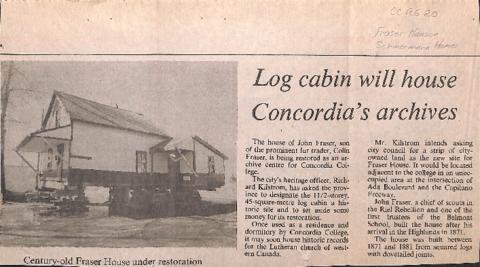 CCRG 20
Fraser Mansion
Schmermann Homes
Log cabin will house
Concordia's archives
The house of John Fraser, son
of the prominent fur trader, Colin
Fraser, is being restored as an ar-
chive centre for Concordia Col-
lege.
The city's heritage officer, Rich-
ard Kilstrom, has asked the prov-
ince to designate the 11/2-storey,
45-square-metre log cabin a his-
toric site and to set aside some
money for its restoration.
Once used as a residence and
dormitory by Concordia College,
it may soon house historic records
for the Lutheran church of west-
ern Canada.
Mr. Kilstrom intends asking
city council for a strip of city-
owned land as the new site for
Fraser House. It would be located
adjacent to the college in an unoc-
cupied area at the intersection of
Ada Boulevard and the Capilano
Freeway.
John Fraser, a chief of scouts in
the Riel Rebellion and one of the
first trustees of the Belmont
School, built the house after his
arrival in the Highlands in 1871.
The house was built between
1871 and 1881 from squared logs
with dovetailed joints.
Century-old Fraser House under restoration